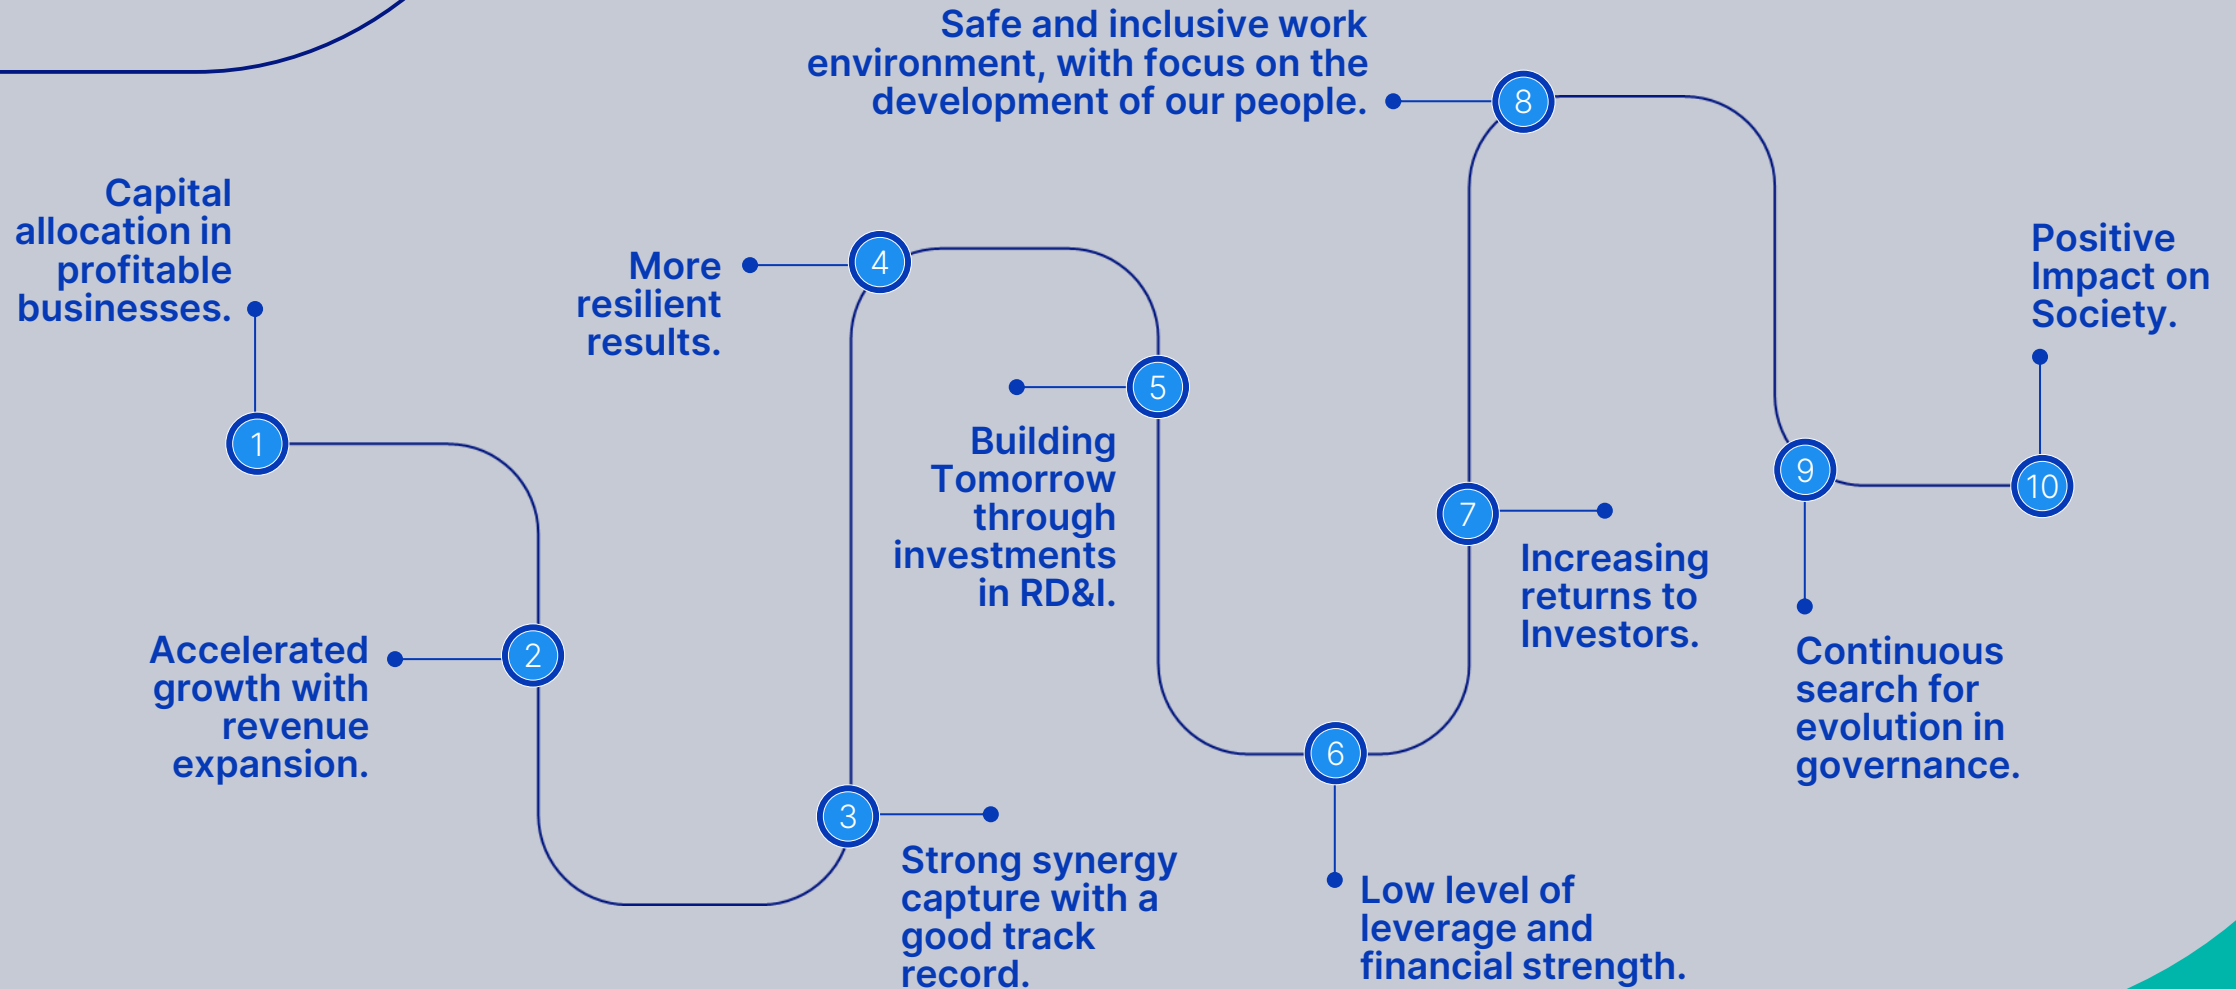 Capital
allocation in
profitable
businesses.
1
Accelerated
growth with
revenue
expansion.
2
3
Strong synergy
capture with a
good track
record.
More
resilient
results.
4
5
Building
Tomorrow
through
investments
in RD&I.
6
Low level of
leverage and
financial strength.
7
Increasing
returns to
Investors.
Safe and inclusive work
environment, with focus on the
development of our people.
8
9
Continuous
search for
evolution in
governance.
Positive
Impact on
Society.
10